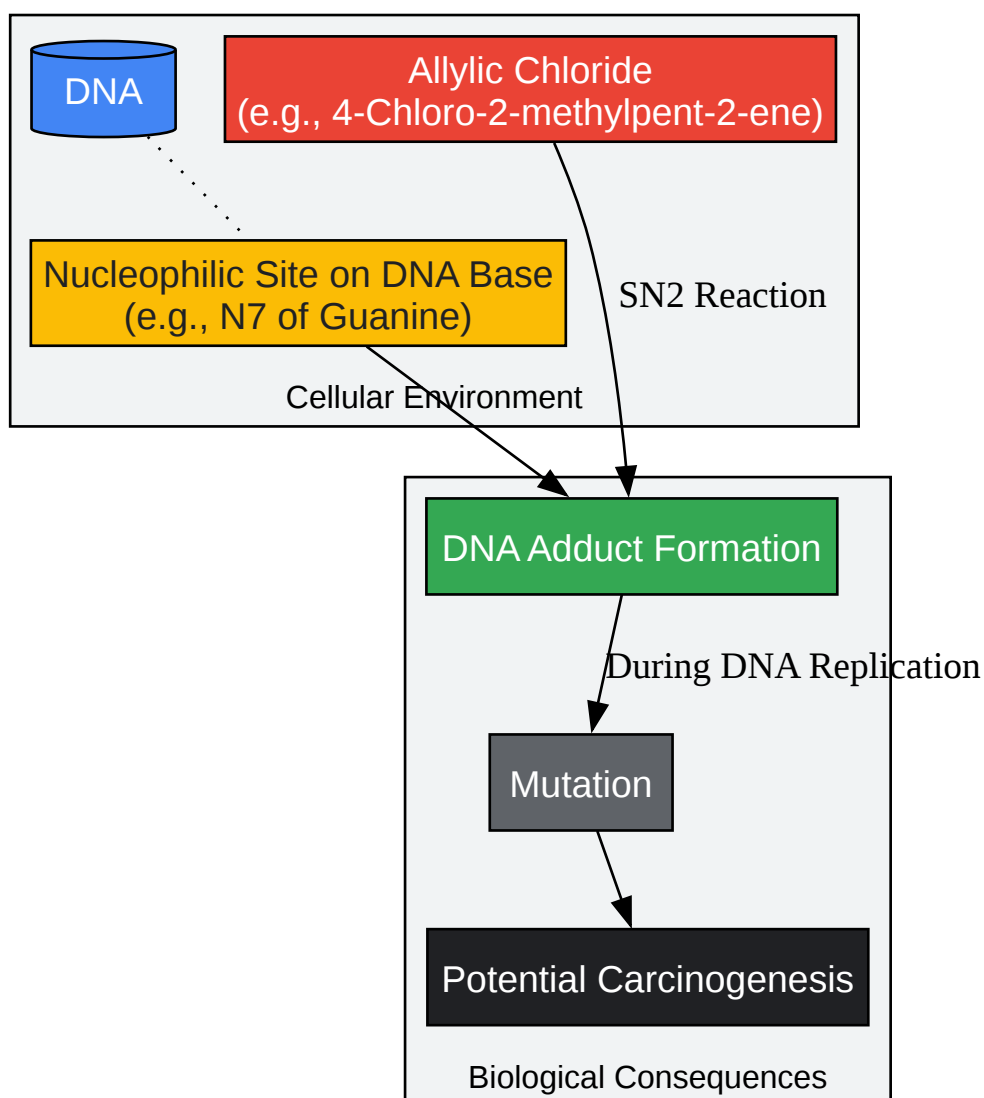 DNA
Allylic Chloride
(e.g., 4-Chloro-2-methylpent-2-ene)
Nucleophilic Site on DNA Base
(e.g., N7 of Guanine)
SN2 Reaction
Cellular Environment
DNA Adduct Formation
During DNA Replication
Mutation
Potential Carcinogenesis
Biological Consequences